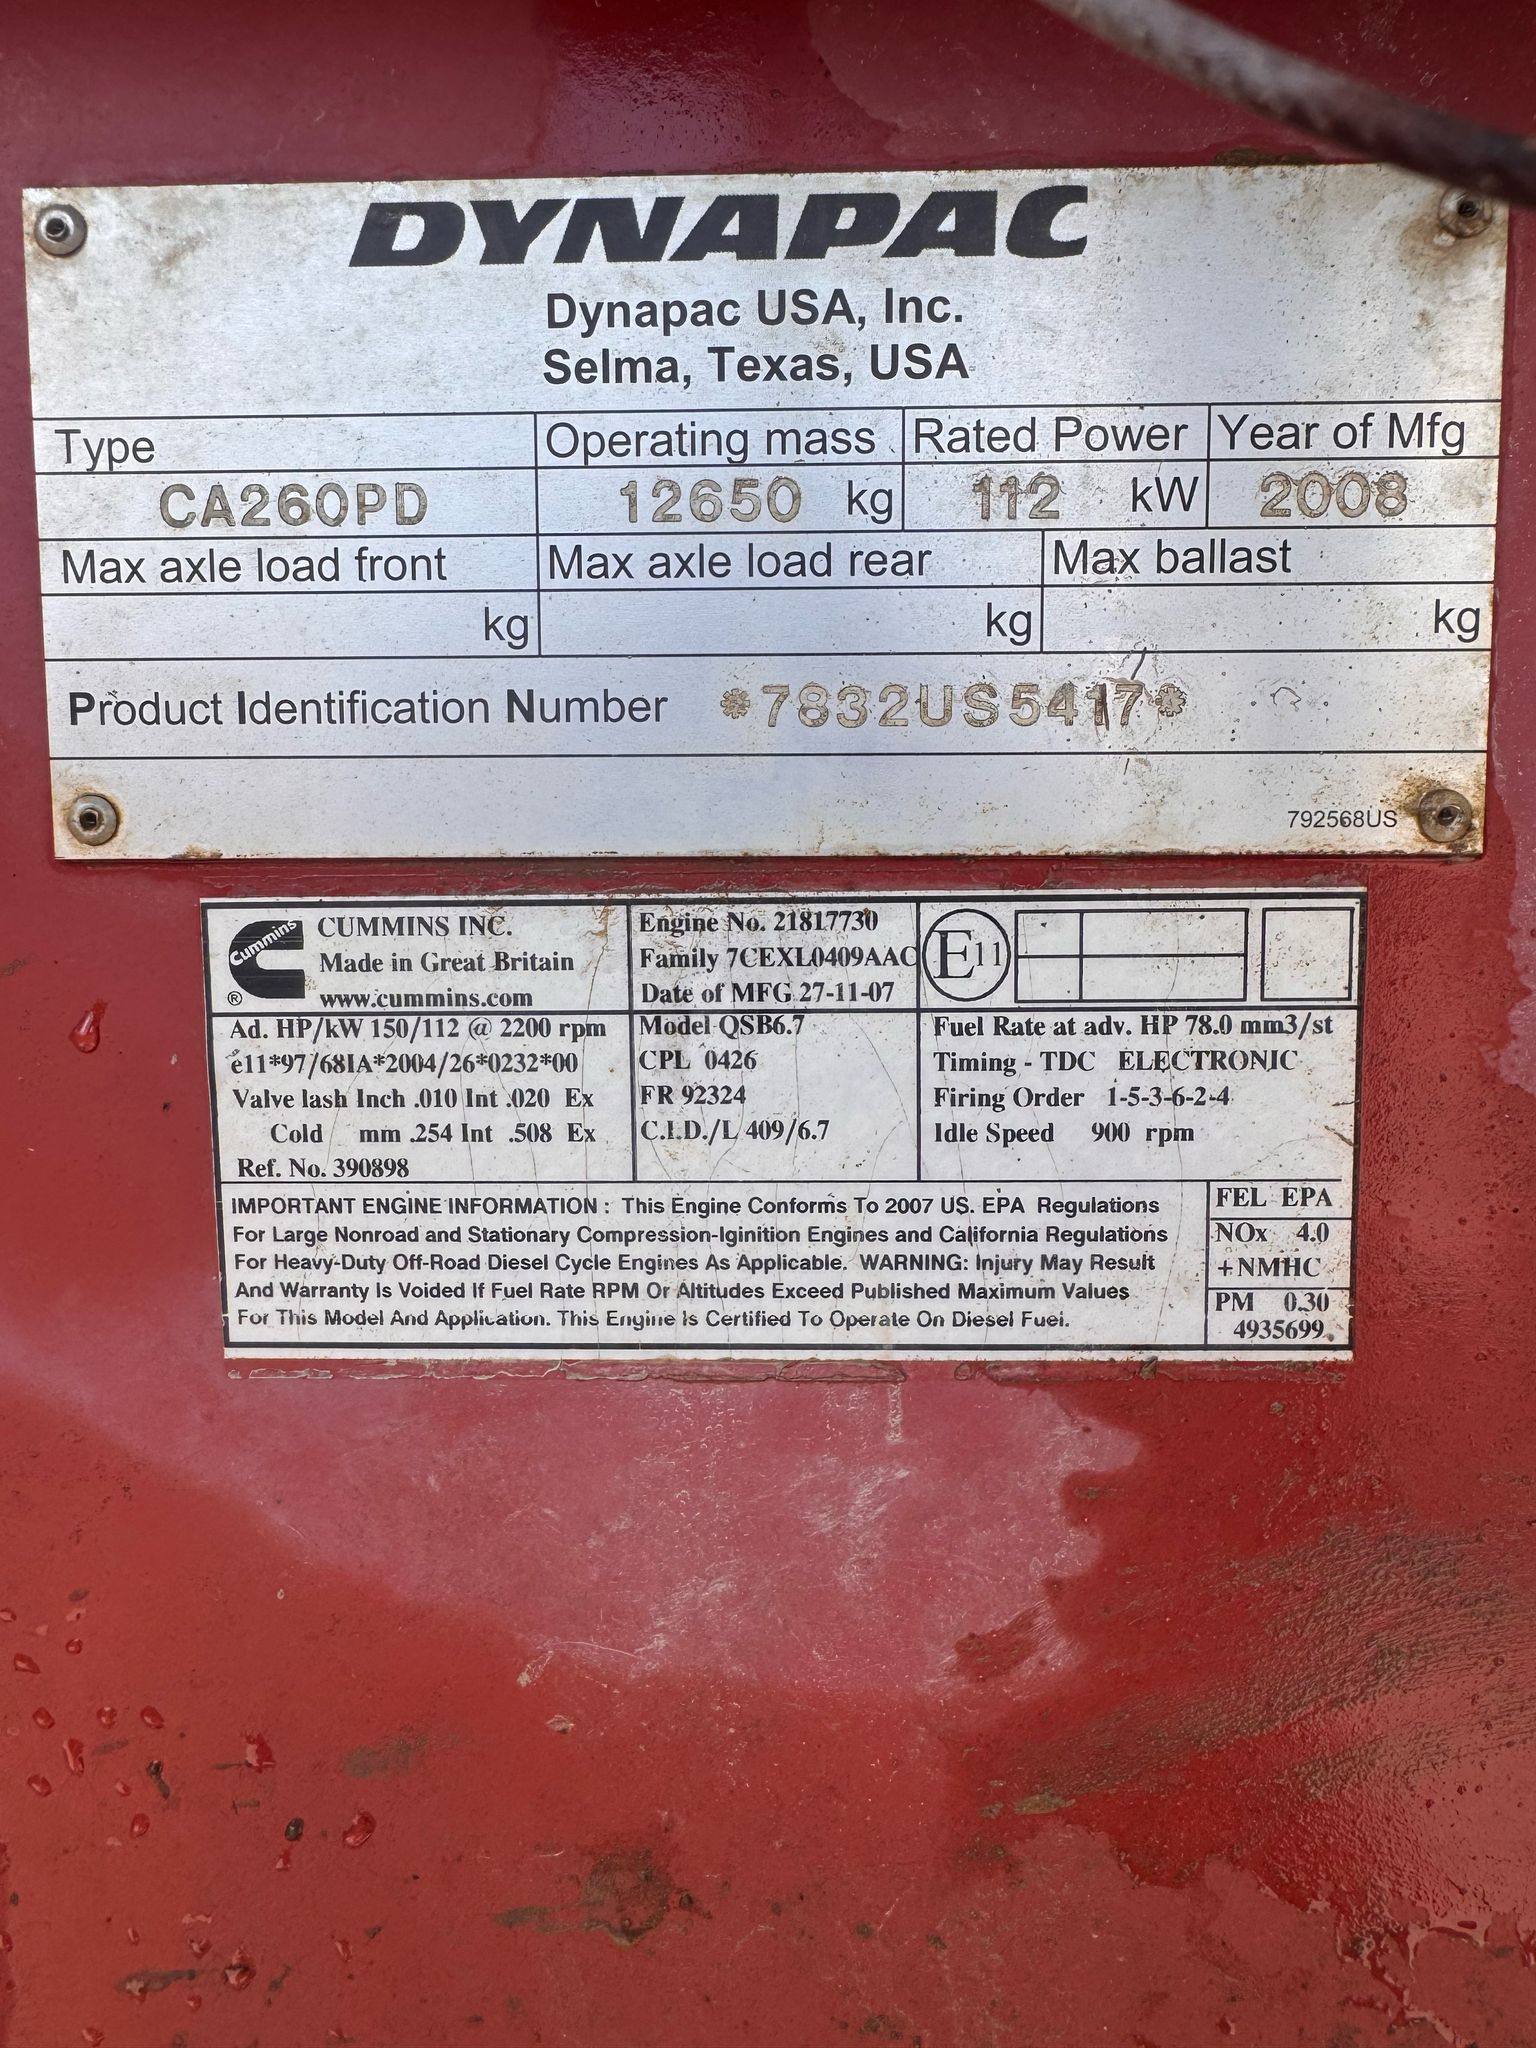 DYNAPAC
Dynapac USA, Inc.
Selma, Texas, USA
Type Operating mass Rated Power Year of Mfg
CA260PD 12650 kg 112 kW 2008
Max axle load front Max axle load rear Max ballast
kg kg kg
Product Identification Number *7832US5417*
792568US
Cummins
®
CUMMINS INC.
Made in Great Britain
www.cummins.com
Engine No. 21817730
Family 7CEXL0409AAC
Date of MFG 27-11-07
E11
Ad. HP/kW 150/112 @ 2200 rpm
e11*97/68IA*2004/26*0232*00
Valve lash Inch .010 Int .020 Ex
Cold mm .254 Int .508 Ex
Ref. No. 390898
Model QSB6.7
CPL 0426
FR 92324
C.I.D./L 409/6.7
Fuel Rate at adv. HP 78.0 mm3/st
Timing - TDC ELECTRONIC
Firing Order 1-5-3-6-2-4
Idle Speed 900 rpm
IMPORTANT ENGINE INFORMATION : This Engine Conforms To 2007 US. EPA Regulations
For Large Nonroad and Stationary Compression-Iginition Engines and California Regulations
For Heavy-Duty Off-Road Diesel Cycle Engines As Applicable. WARNING: Injury May Result
And Warranty Is Voided If Fuel Rate RPM Or Altitudes Exceed Published Maximum Values
For This Model And Application. This Engine Is Certified To Operate On Diesel Fuel.
FEL EPA
NOx 4.0
+NMHC
PM 0.30
4935699